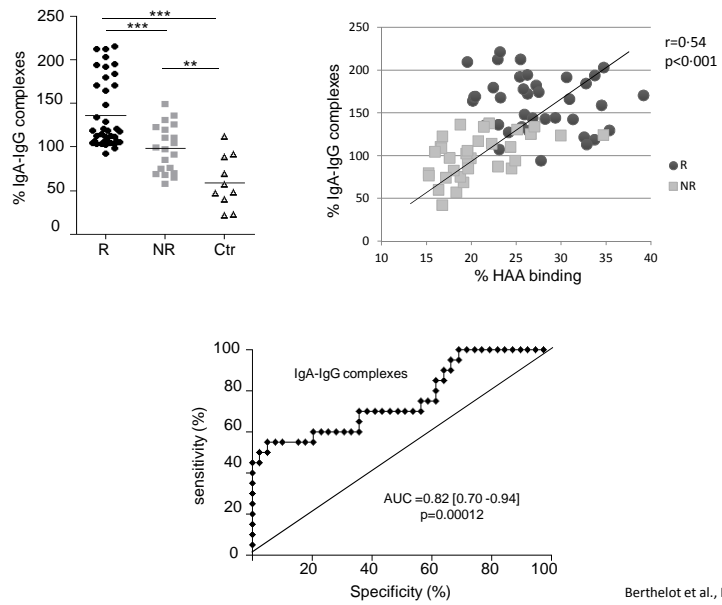 ***
***
**
250
200
150
100
50
0
% IgA-IgG complexes
R
NR
Ctr
250
200
150
100
50
0
% IgA-IgG complexes
10
15
20
25
30
35
40
% HAA binding
r=0·54
p<0·001
R
NR
100
80
60
40
20
0
sensitivity (%)
IgA-IgG complexes
AUC =0.82 [0.70 -0.94]
p=0.00012
20
40
60
80
100
Specificity (%)
Berthelot et al.,